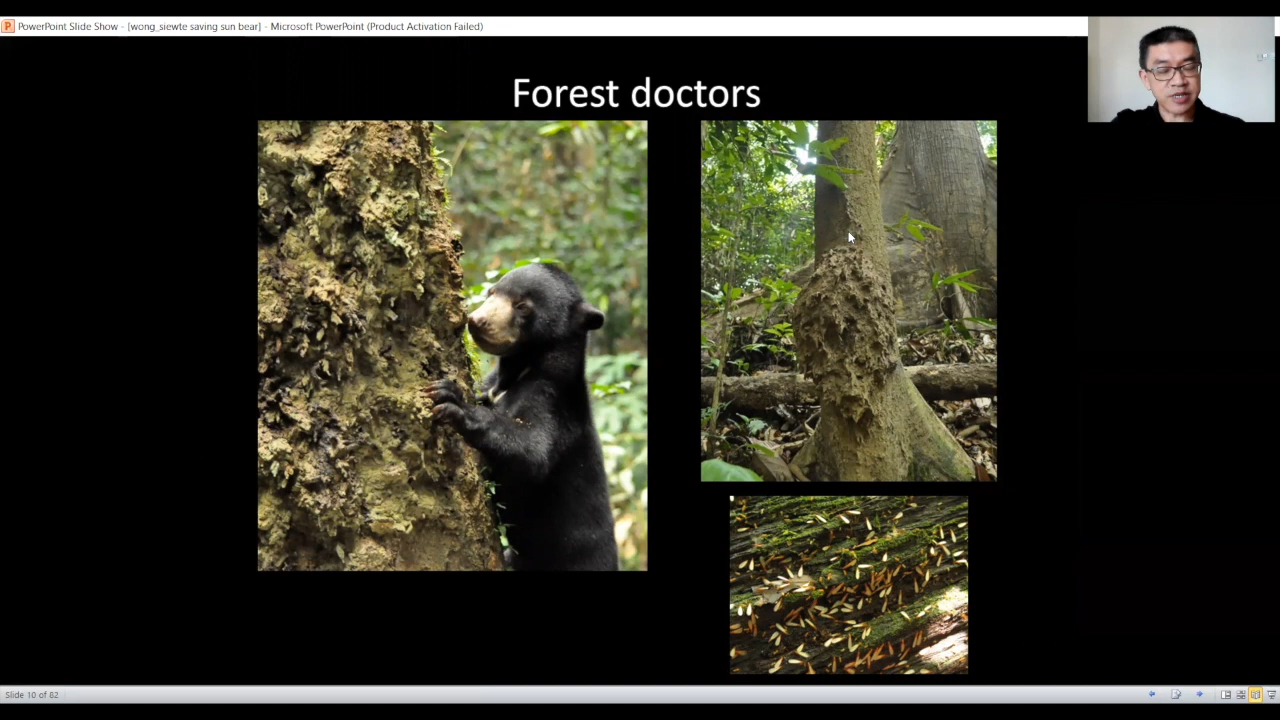 PowerPoint Slide Show - [wong_siewte saving sun bear] - Microsoft PowerPoint (Product Activation Failed)
Forest doctors
Slide 10 of 82